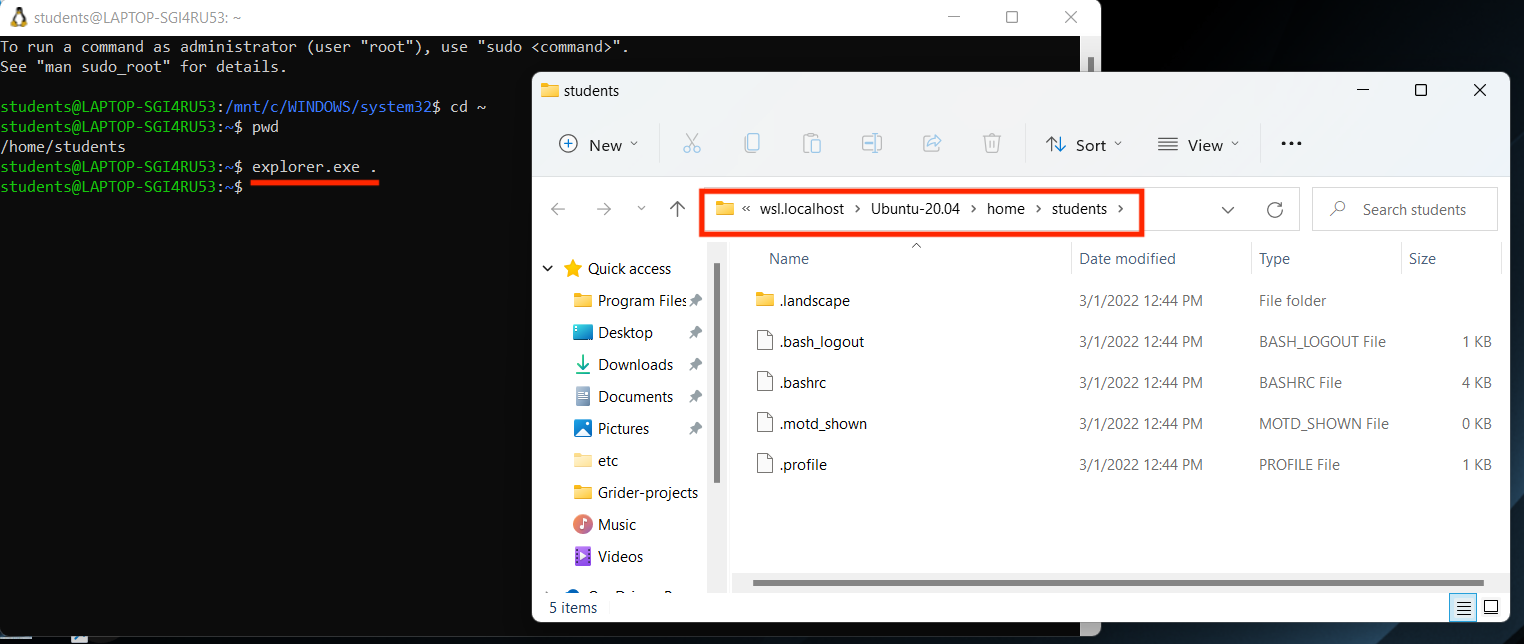 students@LAPTOP-SGI4RU53: ~
To run a command as administrator (user "root"), use "sudo <command>".
See "man sudo_root" for details.
students@LAPTOP-SGI4RU53:/mnt/c/WINDOWS/system32$ cd ~
students@LAPTOP-SGI4RU53:~$ pwd
/home/students
students@LAPTOP-SGI4RU53:~$ explorer.exe .
students@LAPTOP-SGI4RU53:~$
students
New Sort View
« wsl.localhost > Ubuntu-20.04 > home > students > Search students
Quick access
Program Files
Desktop
Downloads
Documents
Pictures
etc
Grider-projects
Music
Videos
Name Date modified Type Size
.landscape 3/1/2022 12:44 PM File folder
.bash_logout 3/1/2022 12:44 PM BASH_LOGOUT File 1 KB
.bashrc 3/1/2022 12:44 PM BASHRC File 4 KB
.motd_shown 3/1/2022 12:44 PM MOTD_SHOWN File 0 KB
.profile 3/1/2022 12:44 PM PROFILE File 1 KB
5 items